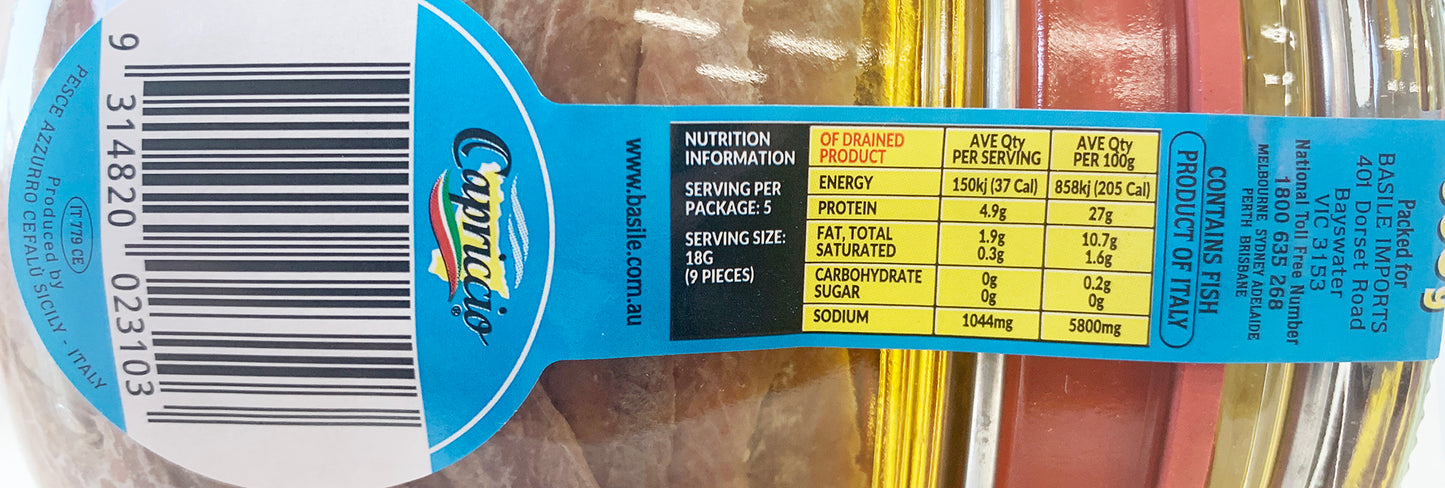 9 314820 023103
PESCE AZZURRO CEFALÙ SICILY - ITALY
Produced by
IT 779 CE
Capriccio®
www.basile.com.au
NUTRITION
INFORMATION
SERVING PER
PACKAGE: 5
SERVING SIZE:
18G
(9 PIECES)
OF DRAINED PRODUCT AVE Qty PER SERVING AVE Qty PER 100g
ENERGY 150kj (37 Cal) 858kj (205 Cal)
PROTEIN 4.9g 27g
FAT, TOTAL 1.9g 10.7g
SATURATED 0.3g 1.6g
CARBOHYDRATE 0g 0.2g
SUGAR 0g 0g
SODIUM 1044mg 5800mg
CONTAINS FISH
PRODUCT OF ITALY
Packed for
BASILE IMPORTS
401 Dorset Road
Bayswater
VIC 3153
National Toll Free Number
1800 635 268
MELBOURNE SYDNEY ADELAIDE
PERTH BRISBANE